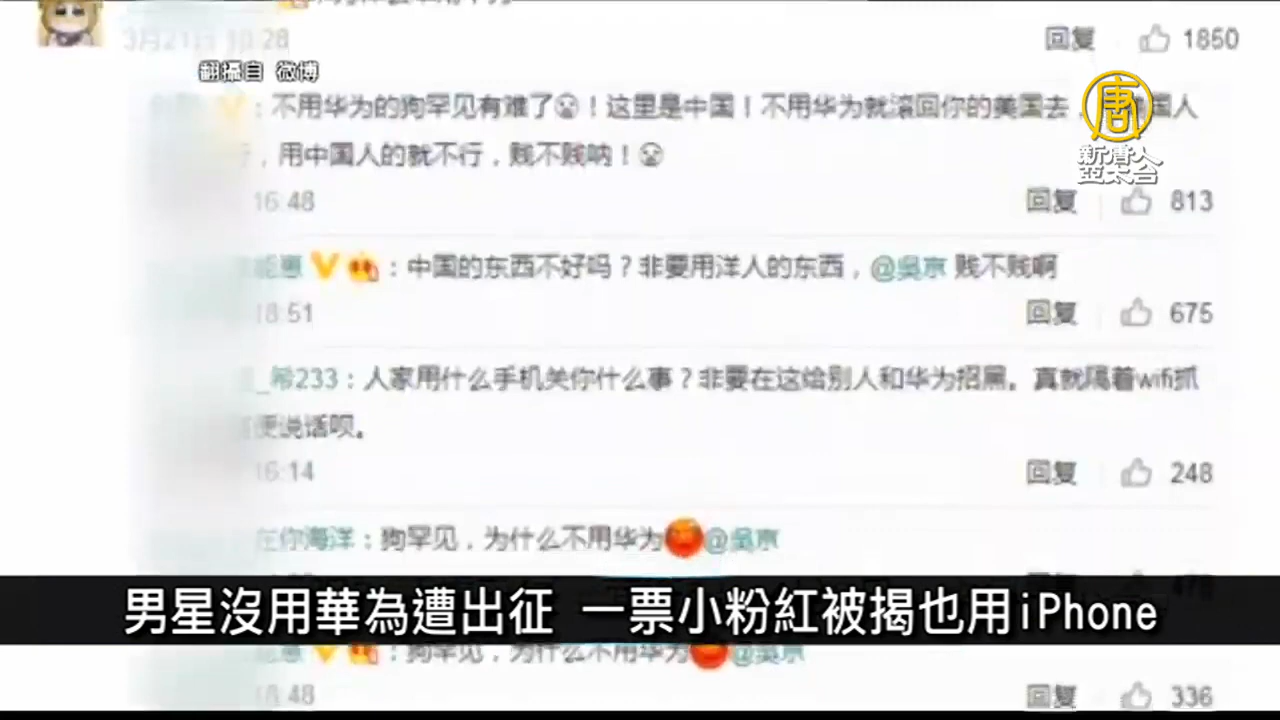 3月21日 10:28
回复 1850
翻攝自 微博
：不用华为的狗罕见有难了！这里是中国！不用华为就滚回你的美国去，
国人
，用中国人的就不行，贱不贱呐！
唐
新唐人
亞太台
16:48
回复 813
：中国的东西不好吗？非要用洋人的东西，@吳京 贱不贱啊
18:51
回复 675
_希233：人家用什么手机关你什么事？非要在这给别人和华为招黑。真就隔着wifi抓
便说话呗。
16:14
回复 248
在你海洋：狗罕见，为什么不用华为@吳京
男星沒用華為遭出征 一票小粉紅被揭也用iPhone
：狗罕见，为什么不用华为@吳京
18:48
回复 336